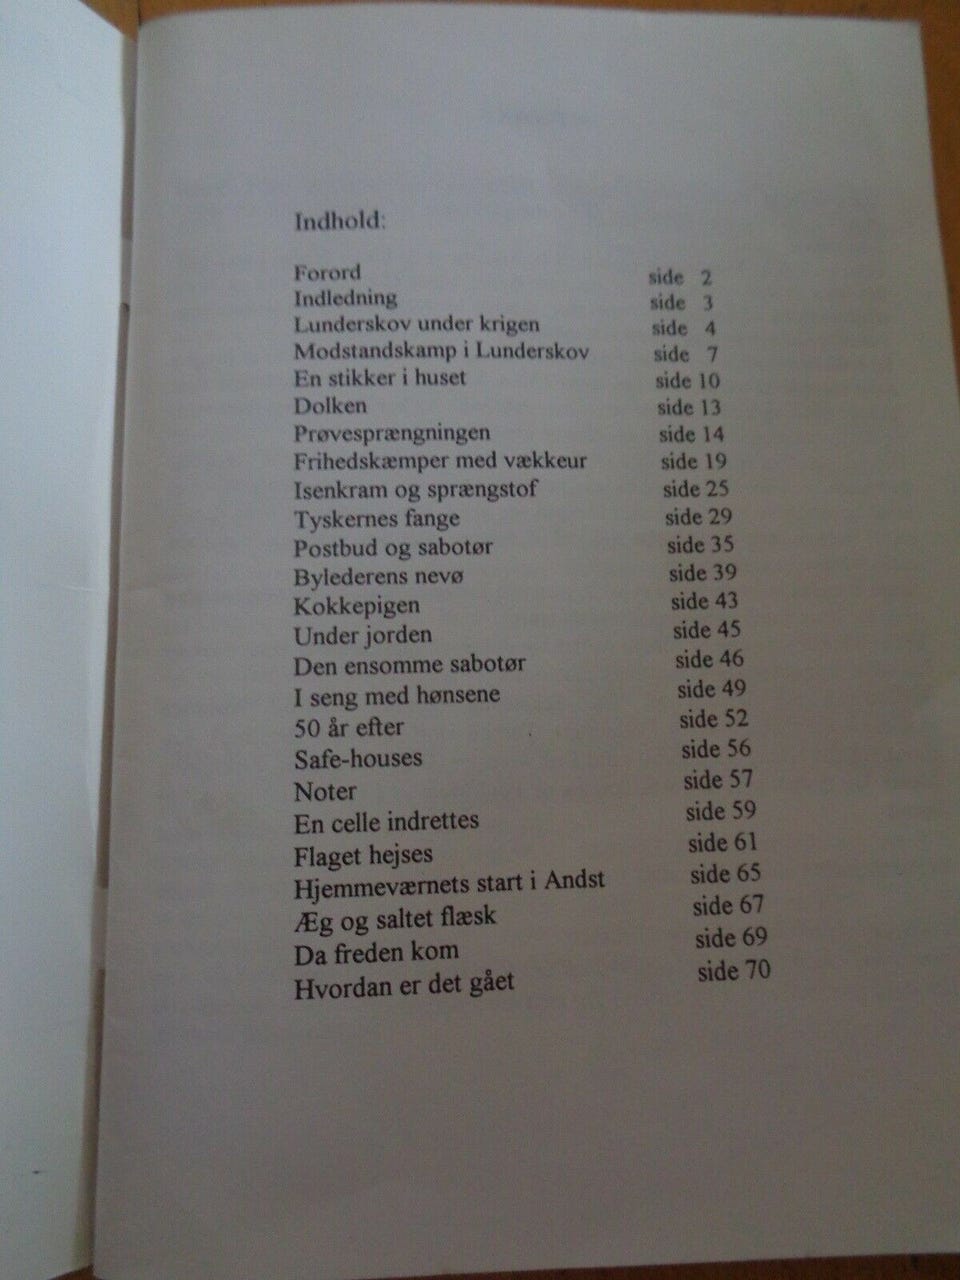 Indhold:
Forord side 2
Indledning side 3
Lunderskov under krigen side 4
Modstandskamp i Lunderskov side 7
En stikker i huset side 10
Dolken side 13
Prøvesprængningen side 14
Frihedskæmper med vækkeur side 19
Isenkram og sprængstof side 25
Tyskernes fange side 29
Postbud og sabotør side 35
Bylederens nevø side 39
Kokkepigen side 43
Under jorden side 45
Den ensomme sabotør side 46
I seng med hønsene side 49
50 år efter side 52
Safe-houses side 56
Noter side 57
En celle indrettes side 59
Flaget hejses side 61
Hjemmeværnets start i Andst side 65
Æg og saltet flæsk side 67
Da freden kom side 69
Hvordan er det gået side 70